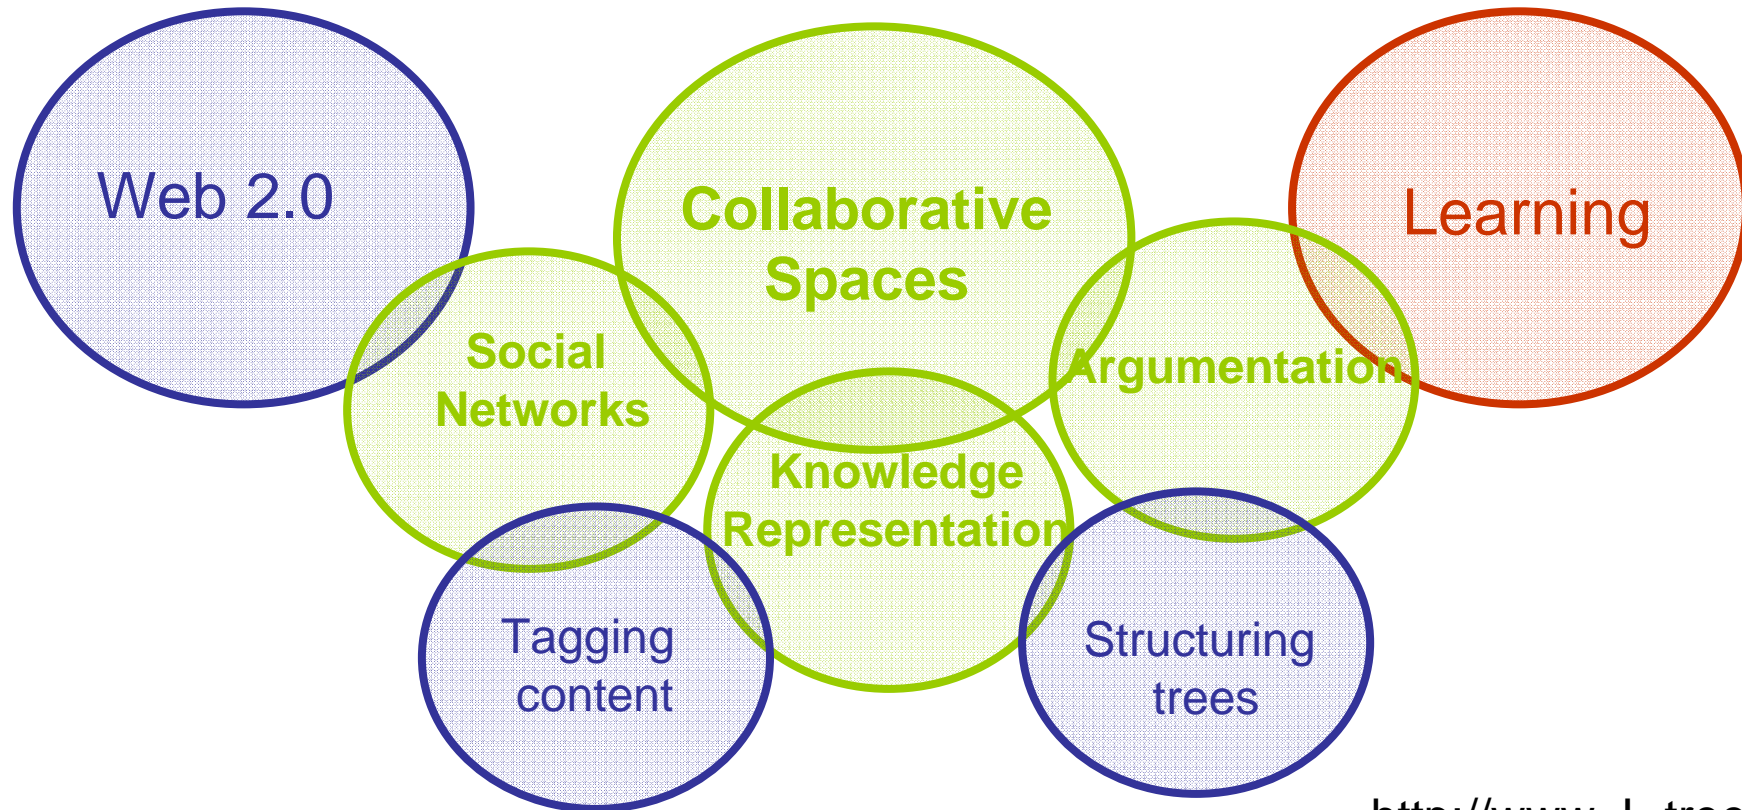 Web 2.0
Collaborative
Spaces
Learning
Social
Networks
Argumentation
Knowledge
Representation
Tagging
content
Structuring
trees